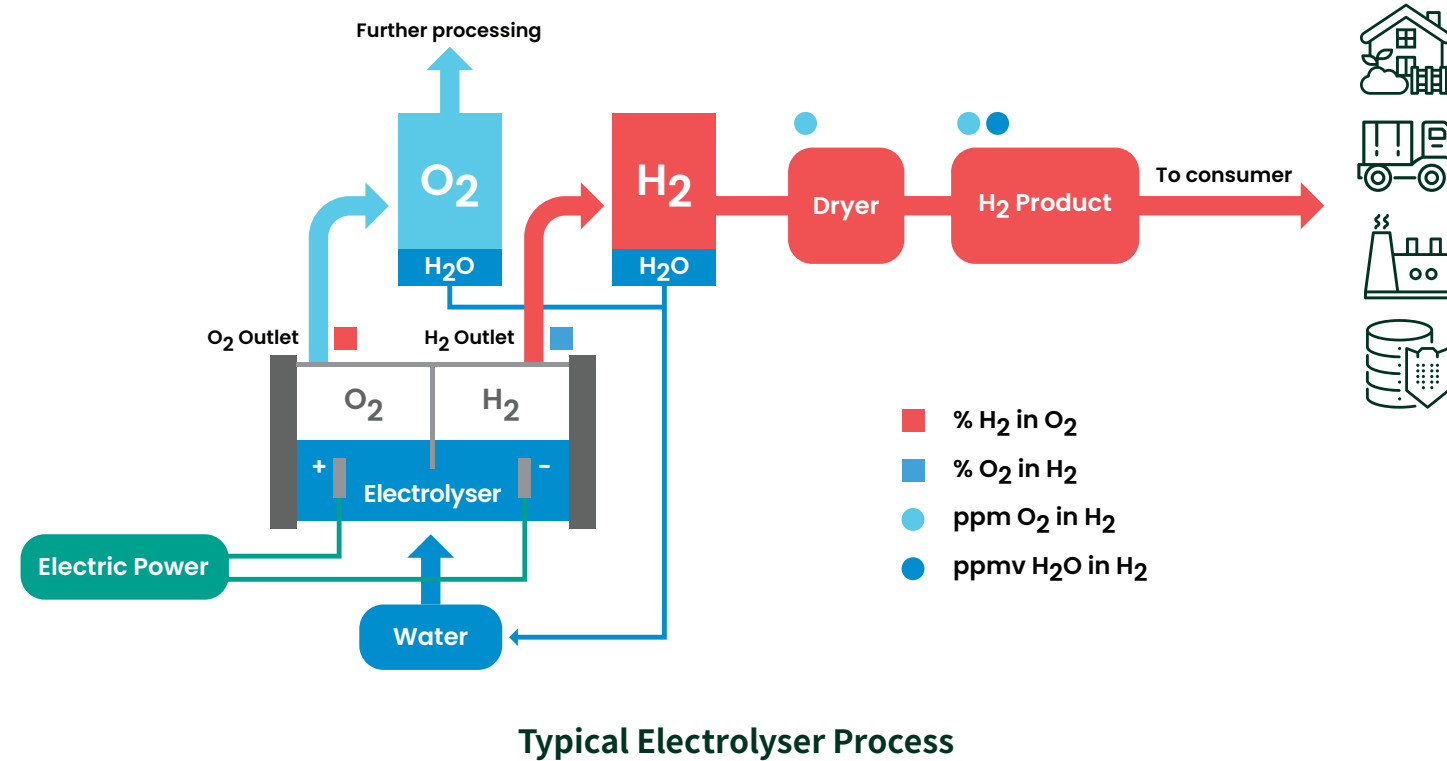 Further processing
O2
H2O
H2
H2O
Dryer
H2 Product
To consumer
O2 Outlet
H2 Outlet
O2
H2
+
−
Electrolyser
Electric Power
Water
% H2 in O2
% O2 in H2
ppm O2 in H2
ppmv H2O in H2
Typical Electrolyser Process